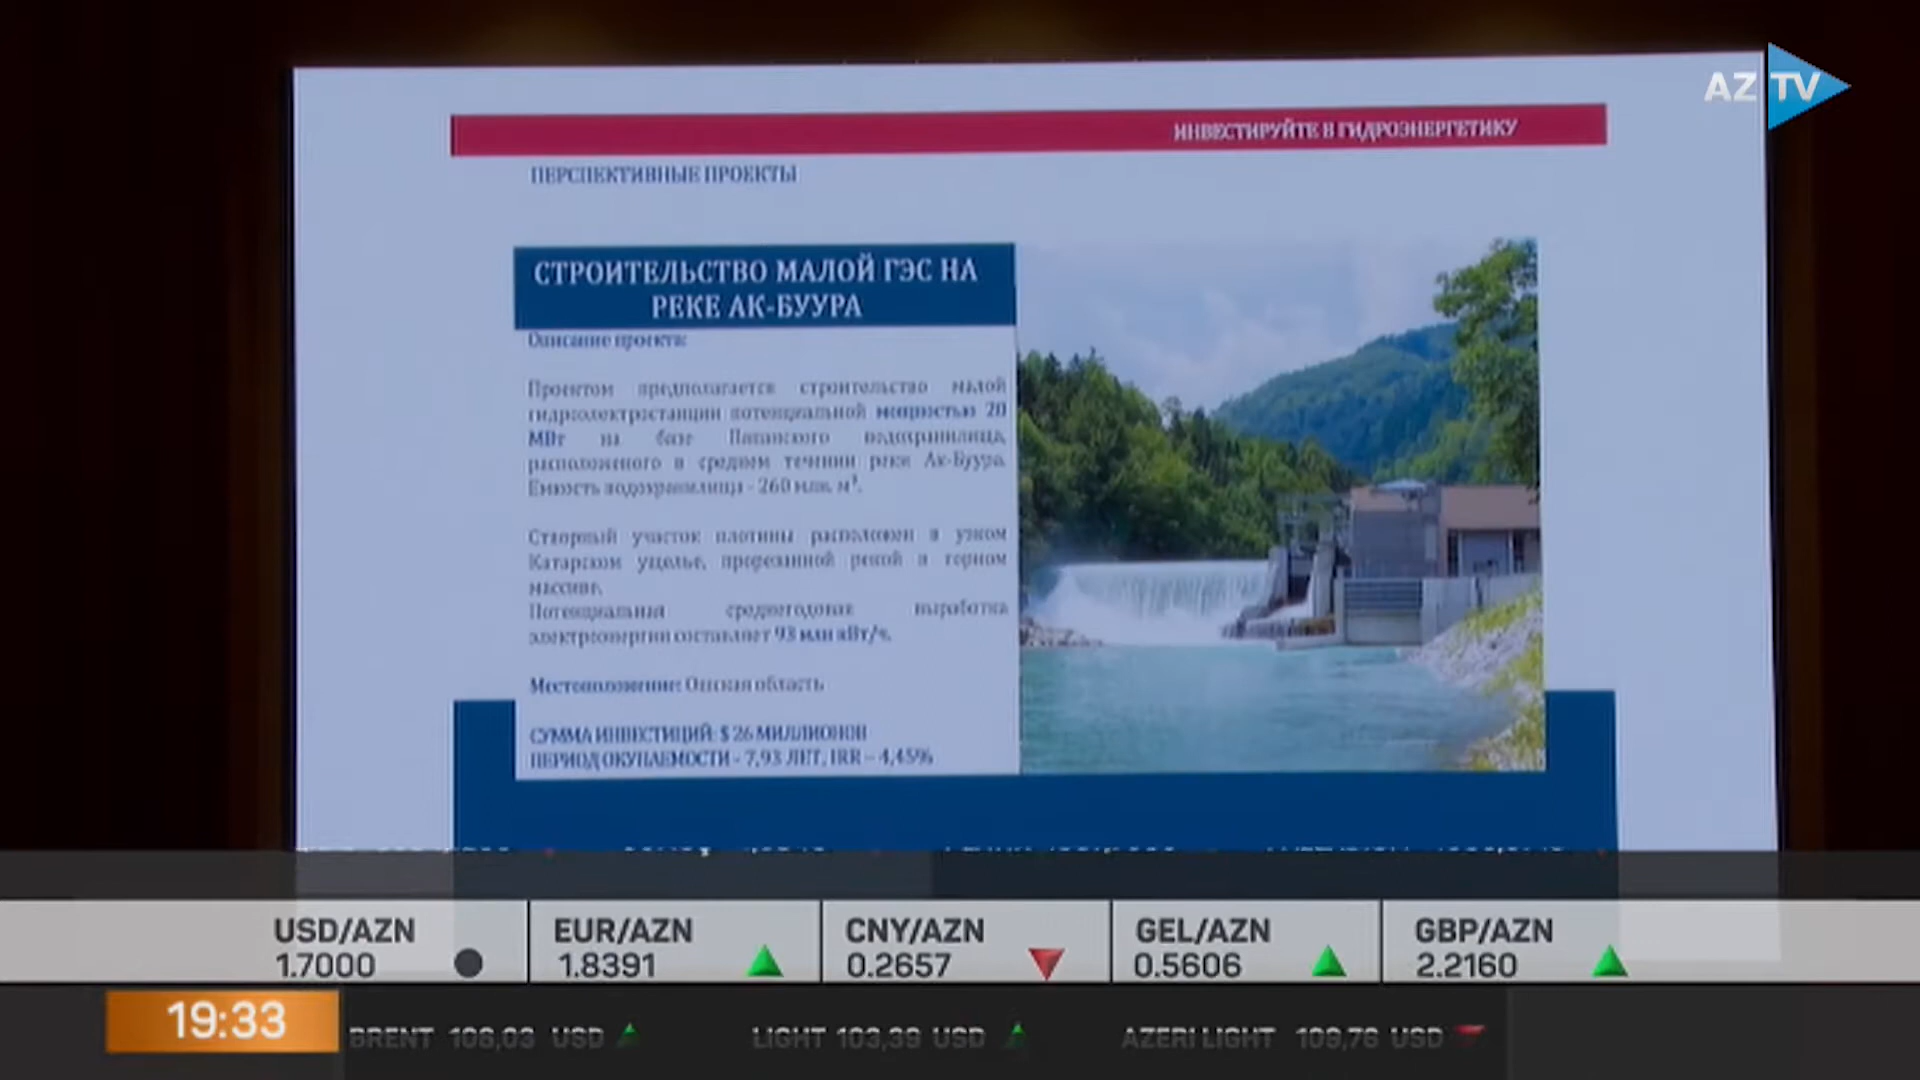 AZTV
ИНВЕСТИРУЙТЕ В ГИДРОЭНЕРГЕТИКУ
ПЕРСПЕКТИВНЫЕ ПРОЕКТЫ
СТРОИТЕЛЬСТВО МАЛОЙ ГЭС НА
РЕКЕ АК-БУУРА
Описание проекта:
Проектом предполагается строительство малой
гидроэлектростанции потенциальной мощностью 20
МВт на базе Папанского водохранилища,
расположеного в среднем течении реки Ак-Буура.
Емкость водохранилища - 260 млн. м³.
Створный участок плотины расположен в узком
Катарском ущелье, прорезанной рекой в горном
массиве.
Потенциальная среднегодовая выработка
электроэнергии составляет 93 млн кВт/ч.
Местоположение: Ошская область
СУММА ИНВЕСТИЦИЙ: $ 26 МИЛЛИОНОВ
ПЕРИОД ОКУПАЕМОСТИ - 7,93 ЛЕТ, IRR – 4,45%
USD/AZN EUR/AZN CNY/AZN GEL/AZN GBP/AZN
1.7000 1.8391 0.2657 0.5606 2.2160
19:33
BRENT USD LIGHT 103,39 USD AZERI LIGHT 109,76 USD